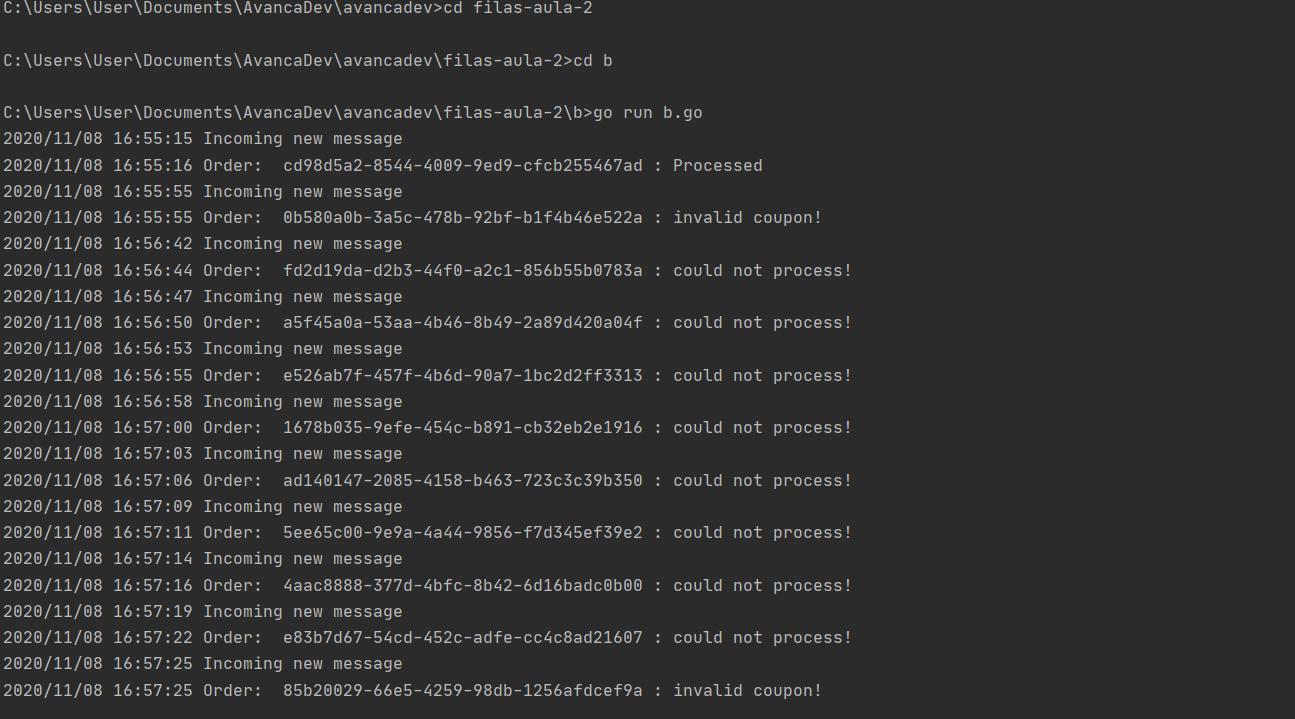 C:\Users\User\Documents\AvancaDev\avancadev>cd filas-aula-2
C:\Users\User\Documents\AvancaDev\avancadev\filas-aula-2>cd b
C:\Users\User\Documents\AvancaDev\avancadev\filas-aula-2\b>go run b.go
2020/11/08 16:55:15 Incoming new message
2020/11/08 16:55:16 Order:  cd98d5a2-8544-4009-9ed9-cfcb255467ad : Processed
2020/11/08 16:55:55 Incoming new message
2020/11/08 16:55:55 Order:  0b580a0b-3a5c-478b-92bf-b1f4b46e522a : invalid coupon!
2020/11/08 16:56:42 Incoming new message
2020/11/08 16:56:44 Order:  fd2d19da-d2b3-44f0-a2c1-856b55b0783a : could not process!
2020/11/08 16:56:47 Incoming new message
2020/11/08 16:56:50 Order:  a5f45a0a-53aa-4b46-8b49-2a89d420a04f : could not process!
2020/11/08 16:56:53 Incoming new message
2020/11/08 16:56:55 Order:  e526ab7f-457f-4b6d-90a7-1bc2d2ff3313 : could not process!
2020/11/08 16:56:58 Incoming new message
2020/11/08 16:57:00 Order:  1678b035-9efe-454c-b891-cb32eb2e1916 : could not process!
2020/11/08 16:57:03 Incoming new message
2020/11/08 16:57:06 Order:  ad140147-2085-4158-b463-723c3c39b350 : could not process!
2020/11/08 16:57:09 Incoming new message
2020/11/08 16:57:11 Order:  5ee65c00-9e9a-4a44-9856-f7d345ef39e2 : could not process!
2020/11/08 16:57:14 Incoming new message
2020/11/08 16:57:16 Order:  4aac8888-377d-4bfc-8b42-6d16badc0b00 : could not process!
2020/11/08 16:57:19 Incoming new message
2020/11/08 16:57:22 Order:  e83b7d67-54cd-452c-adfe-cc4c8ad21607 : could not process!
2020/11/08 16:57:25 Incoming new message
2020/11/08 16:57:25 Order:  85b20029-66e5-4259-98db-1256afdcef9a : invalid coupon!